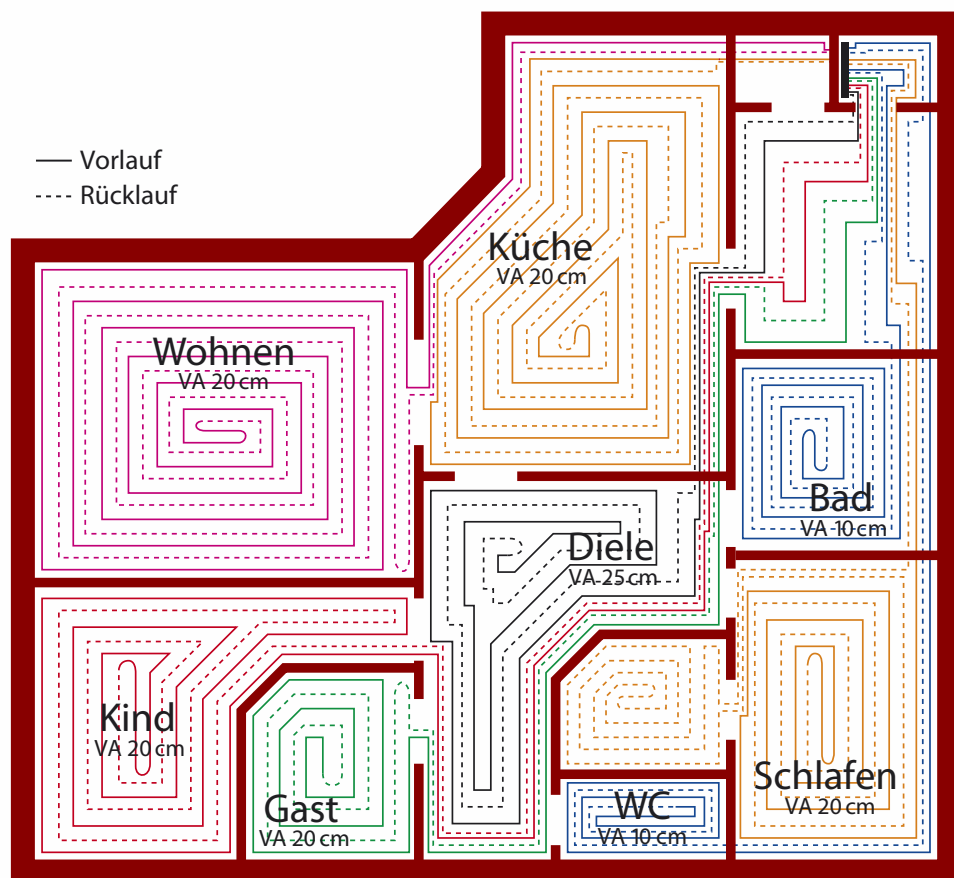 Vorlauf
Rücklauf
Küche
VA 20 cm
Wohnen
VA 20 cm
Bad
VA 10 cm
Diele
VA 25 cm
Kind
VA 20 cm
Gast
VA 20 cm
WC
VA 10 cm
Schlafen
VA 20 cm